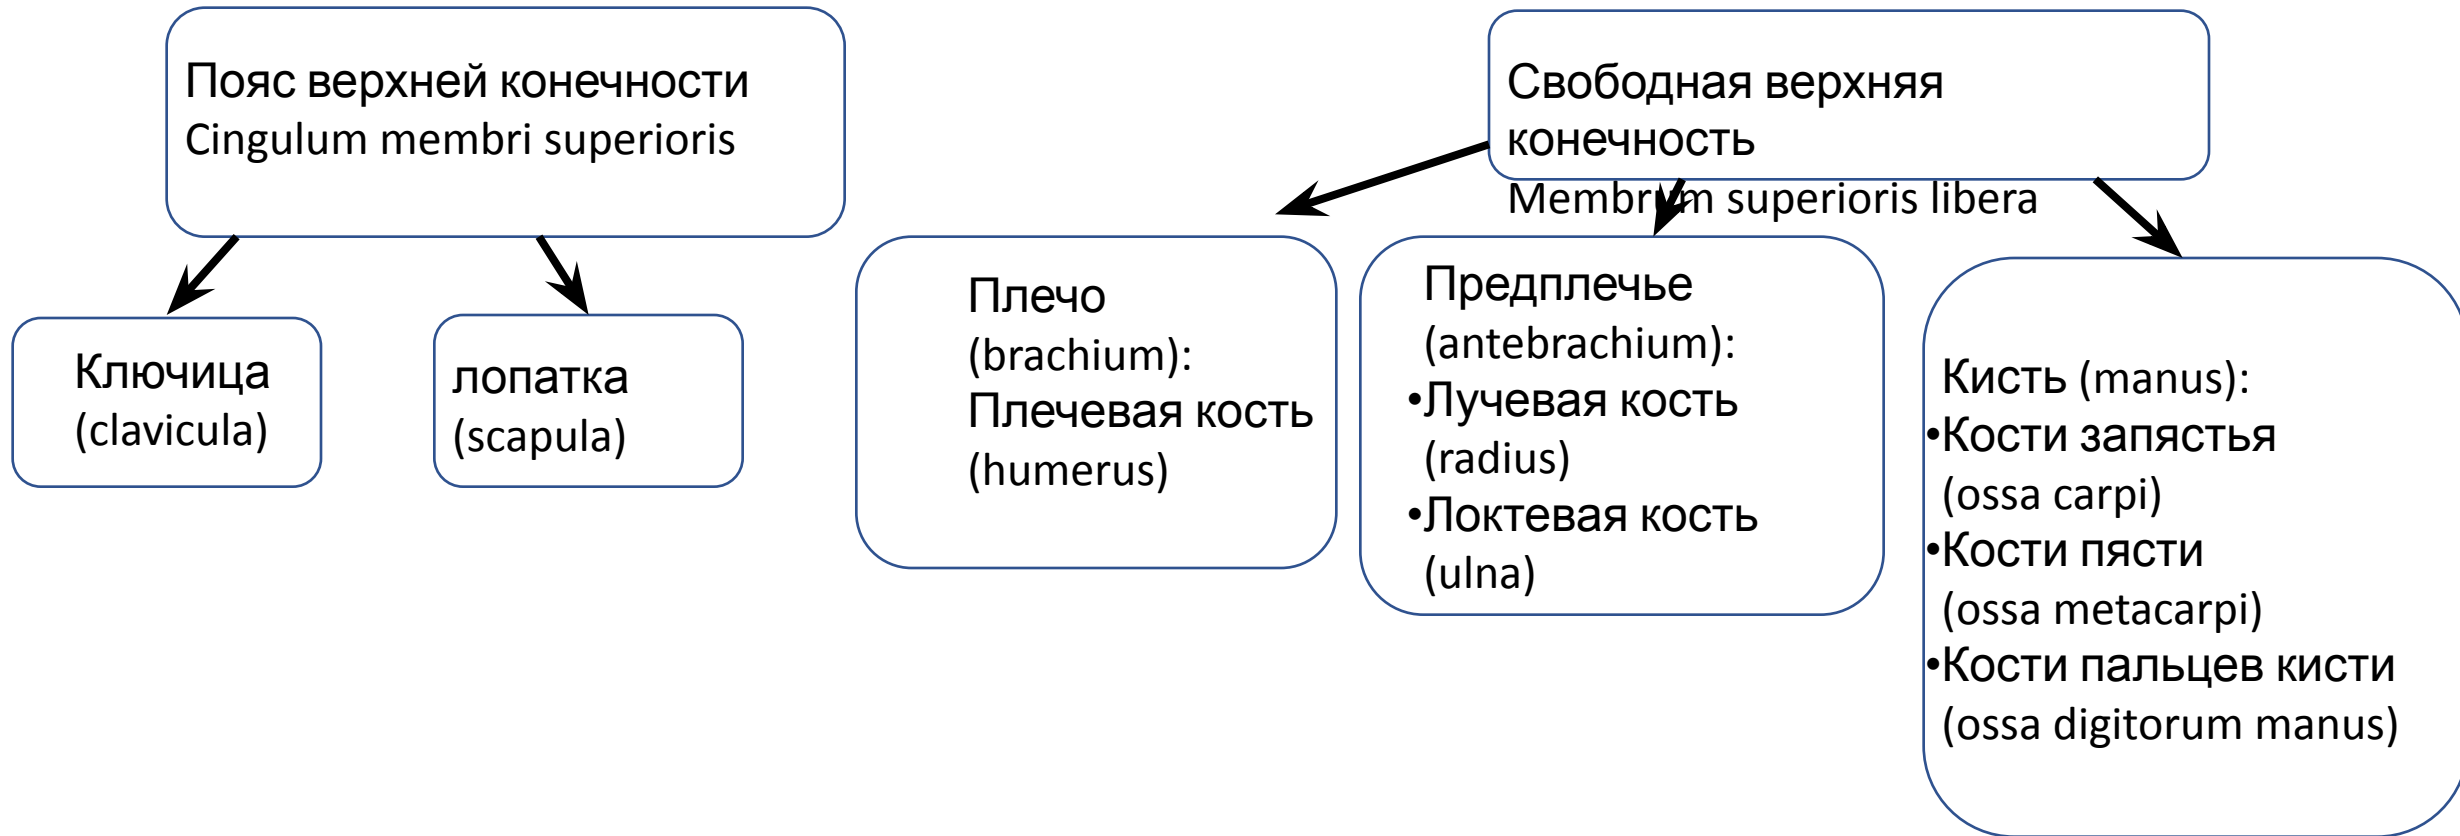 Пояс верхней конечности
Cingulum membri superioris
Ключица
(clavicula)
лопатка
(scapula)
Свободная верхняя
конечность
Membrum superioris libera
Плечо
(brachium):
Плечевая кость
(humerus)
Предплечье
(antebrachium):
•Лучевая кость
(radius)
•Локтевая кость
(ulna)
Кисть (manus):
•Кости запястья
(ossa carpi)
•Кости пясти
(ossa metacarpi)
•Кости пальцев кисти
(ossa digitorum manus)